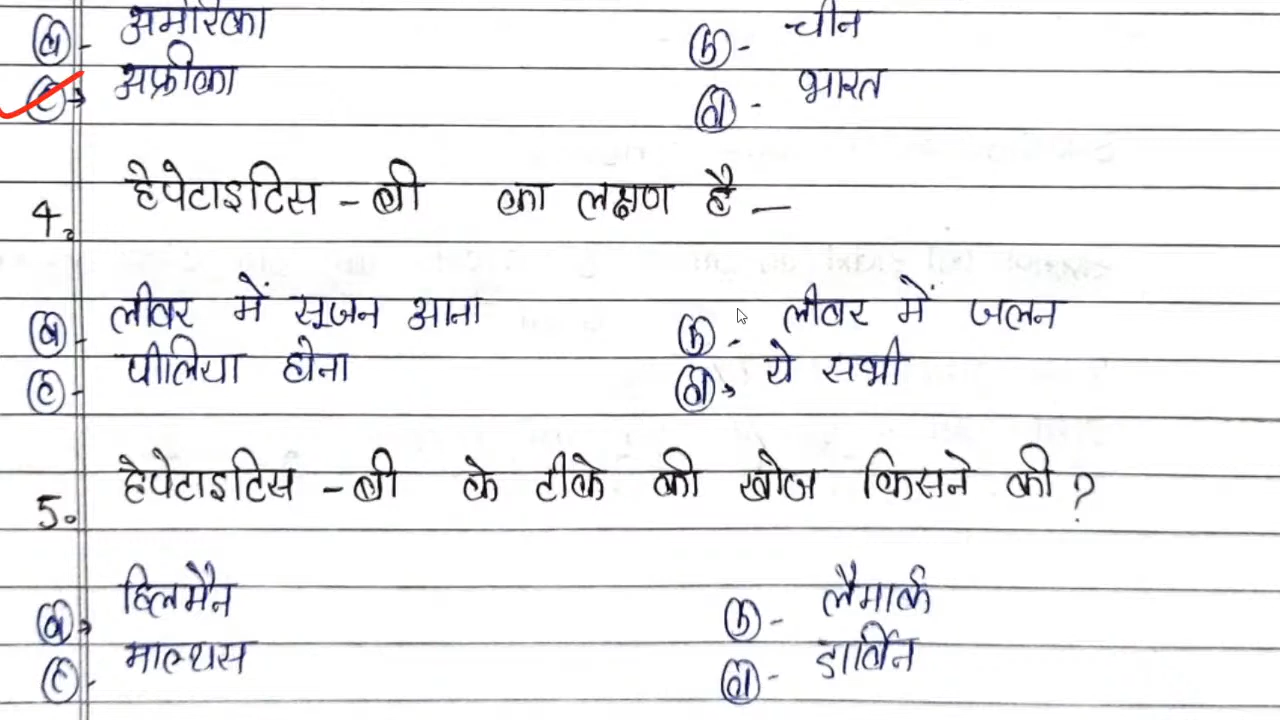 (a)- अमेरिका (b)- चीन
(c)→ अफ्रीका (d)- भारत
4. हेपेटाइटिस - बी का लक्षण है —
(a)- लीवर में सूजन आना (b)- लीवर में जलन
(c)- पीलिया होना (d)→ ये सभी
5. हेपेटाइटिस - बी के टीके की खोज किसने की ?
(a)→ हिलमैन (b)- लैमार्क
(c)- माल्थस (d)- डार्विन